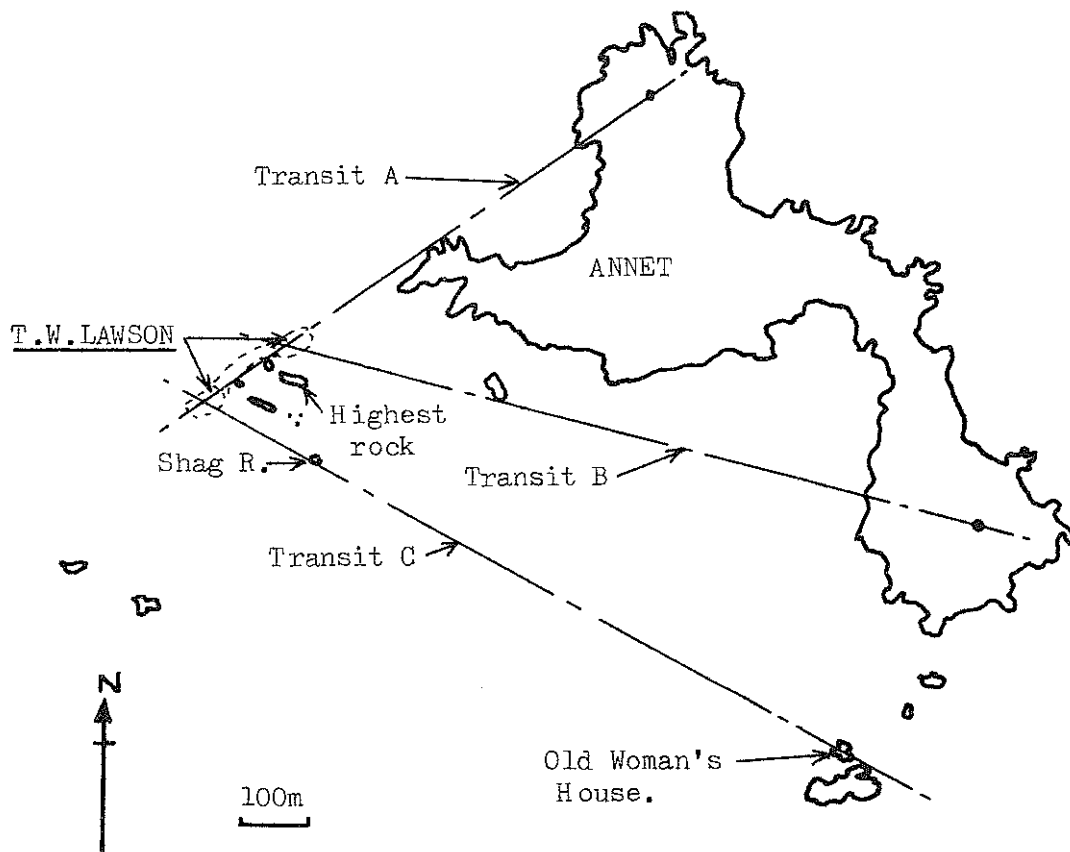 Transit A
ANNET
T.W.LAWSON
Highest
rock
Shag R.
Transit B
Transit C
N
Old Woman's
House.
100m